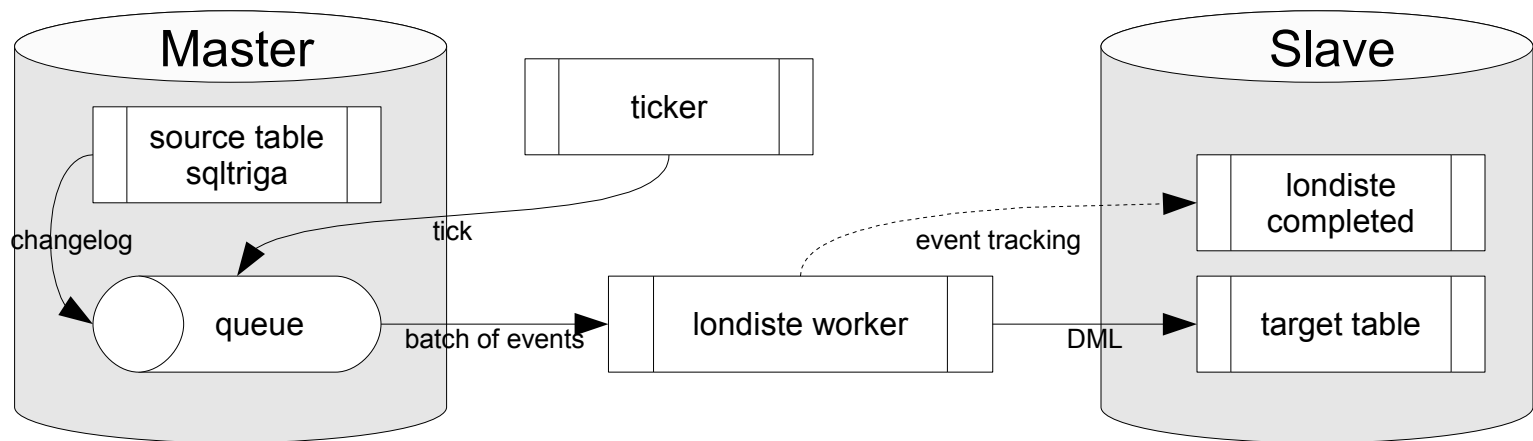 Master
Slave
ticker
source table
sqltriga
londiste
completed
changelog
tick
event tracking
queue
batch of events
londiste worker
DML
target table